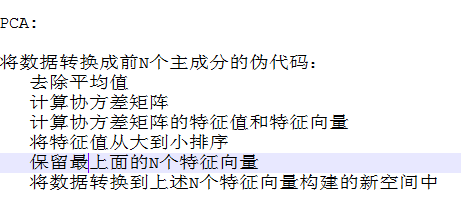 PCA:
将数据转换成前N个主成分的伪代码:
去除平均值
计算协方差矩阵
计算协方差矩阵的特征值和特征向量
将特征值从大到小排序
保留最上面的N个特征向量
将数据转换到上述N个特征向量构建的新空间中